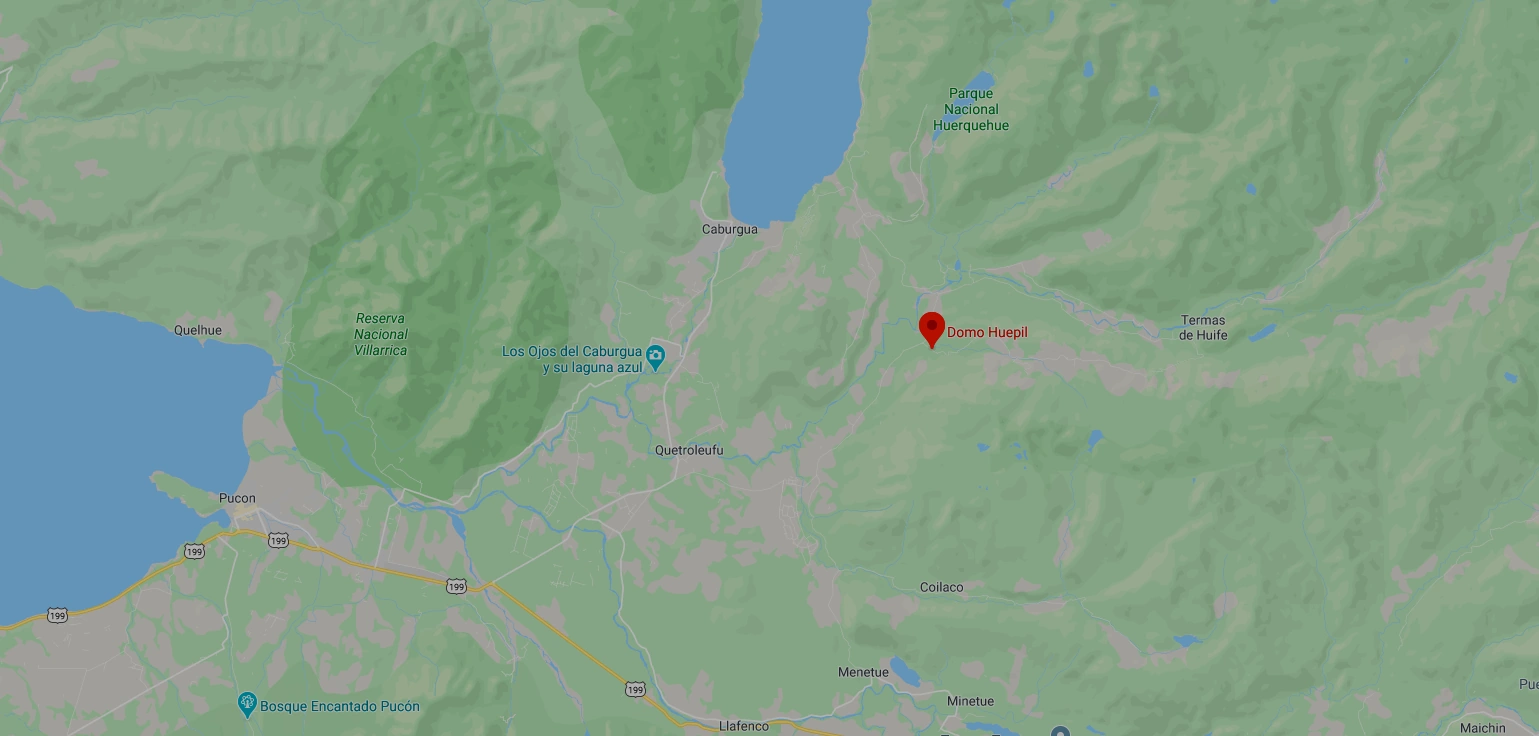 Parque
Nacional
Huerquehue
Caburgua
Quelhue
Reserva
Nacional
Villarrica
Los Ojos del Caburgua
y su laguna azul
Domo Huepil
Termas
de Huife
Quetroleufu
Pucon
199
199
199
199
199
Coilaco
Menetue
Minetue
Bosque Encantado Pucón
Llafenco
Maichin
Pue